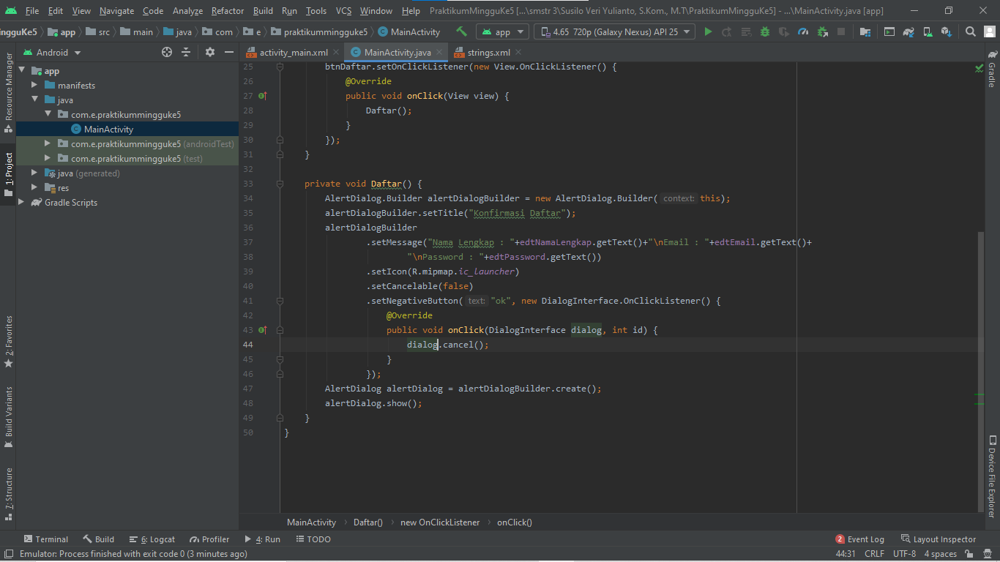 File Edit View Navigate Code Analyze Refactor Build Run Tools VCS Window Help PraktikumMingguKe5 [...\smstr 3\Susilo Veri Yulianto, S.Kom., M.T\PraktikumMingguKe5] - ...\MainActivity.java [app]
ingguKe5 app src main java com e praktikummingguke5 MainActivity app 4.65 720p (Galaxy Nexus) API 25
Android
activity_main.xml MainActivity.java strings.xml
Resource Manager
1: Project
2: Favorites
Build Variants
7: Structure
app
manifests
java
com.e.praktikummingguke5
MainActivity
com.e.praktikummingguke5 (androidTest)
com.e.praktikummingguke5 (test)
java (generated)
res
Gradle Scripts
25 btnDaftar.setOnClickListener(new View.OnClickListener() {
26 @Override
27 public void onClick(View view) {
28 Daftar();
29 }
30 });
31 }
32
33 private void Daftar() {
34 AlertDialog.Builder alertDialogBuilder = new AlertDialog.Builder( context: this);
35 alertDialogBuilder.setTitle("Konfirmasi Daftar");
36 alertDialogBuilder
37 .setMessage("Nama Lengkap : "+edtNamaLengkap.getText()+"\nEmail : "+edtEmail.getText()+
38 "\nPassword : "+edtPassword.getText())
39 .setIcon(R.mipmap.ic_launcher)
40 .setCancelable(false)
41 .setNegativeButton( text: "ok", new DialogInterface.OnClickListener() {
42 @Override
43 public void onClick(DialogInterface dialog, int id) {
44 dialog.cancel();
45 }
46 });
47 AlertDialog alertDialog = alertDialogBuilder.create();
48 alertDialog.show();
49 }
50 }
Gradle
Device File Explorer
MainActivity Daftar() new OnClickListener onClick()
Terminal Build 6: Logcat Profiler 4: Run TODO 2 Event Log Layout Inspector
Emulator: Process finished with exit code 0 (3 minutes ago) 44:31 CRLF UTF-8 4 spaces